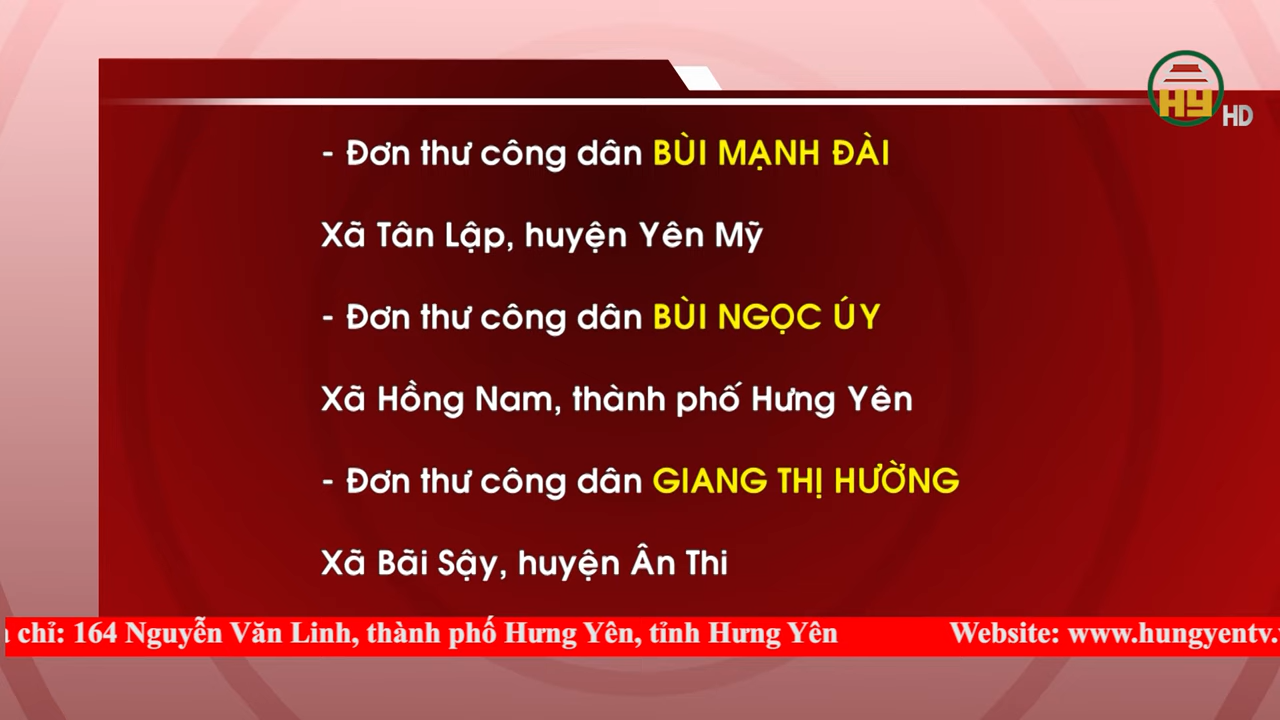 HY HD
- Đơn thư công dân BÙI MẠNH ĐÀI
Xã Tân Lập, huyện Yên Mỹ
- Đơn thư công dân BÙI NGỌC ÚY
Xã Hồng Nam, thành phố Hưng Yên
- Đơn thư công dân GIANG THỊ HƯỜNG
Xã Bãi Sậy, huyện Ân Thi
chỉ: 164 Nguyễn Văn Linh, thành phố Hưng Yên, tỉnh Hưng Yên Website: www.hungyentv.